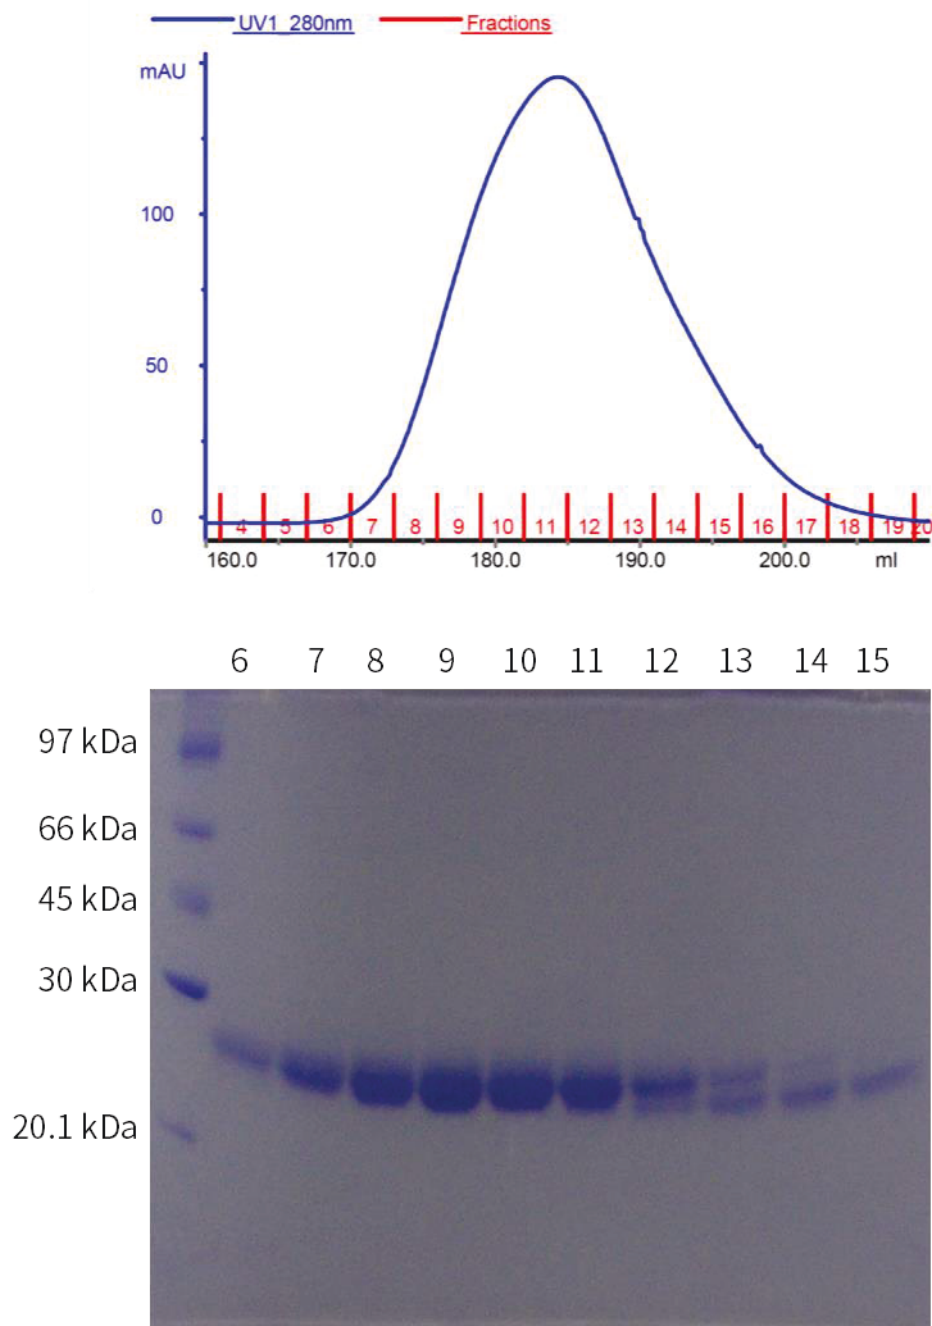 UV1_280nm Fractions
mAU
100
50
0
4 5 6 7 8 9 10 11 12 13 14 15 16 17 18 19 20
160.0 170.0 180.0 190.0 200.0 ml
6 7 8 9 10 11 12 13 14 15
97 kDa
66 kDa
45 kDa
30 kDa
20.1 kDa